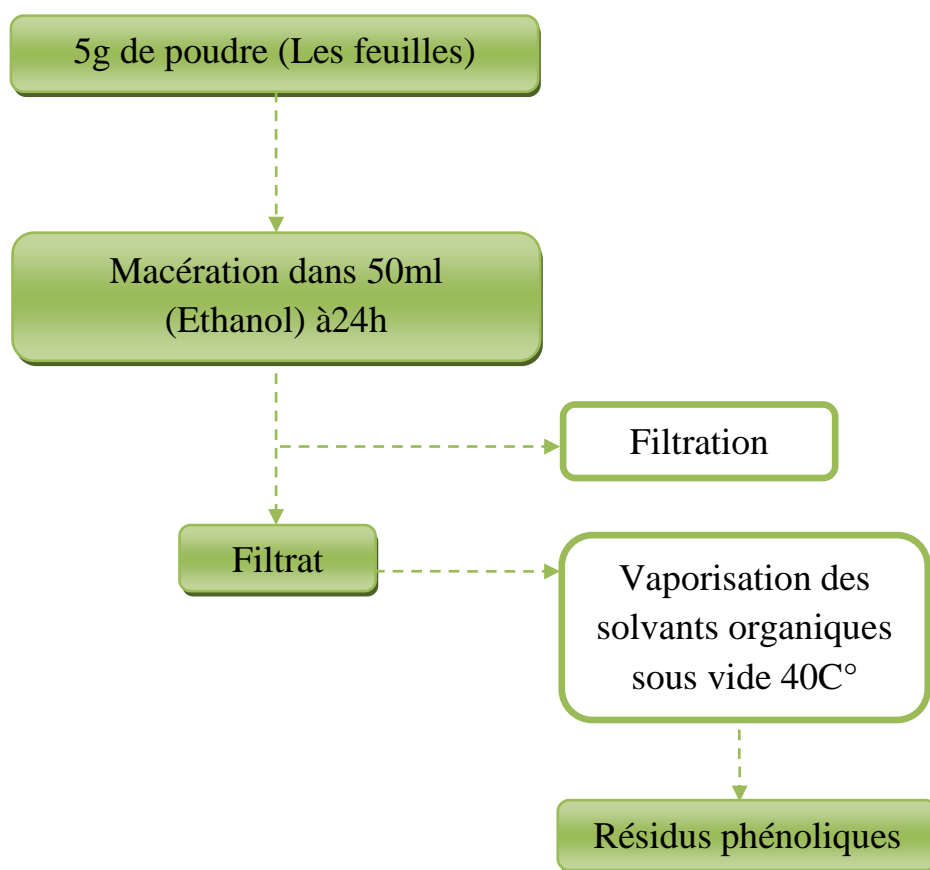 5g de poudre (Les feuilles)
Macération dans 50ml
(Ethanol) à24h
Filtration
Filtrat
Vaporisation des
solvants organiques
sous vide 40C°
Résidus phénoliques